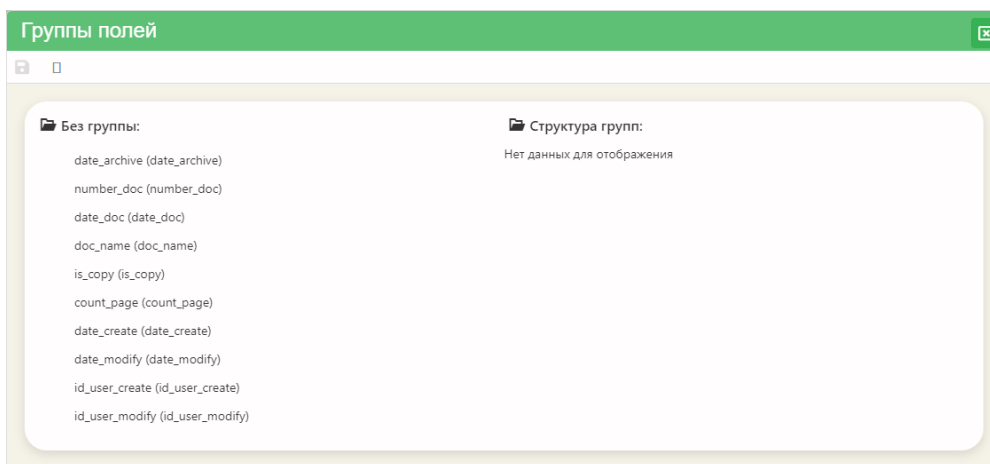 Группы полей
Без группы:
date_archive (date_archive)
number_doc (number_doc)
date_doc (date_doc)
doc_name (doc_name)
is_copy (is_copy)
count_page (count_page)
date_create (date_create)
date_modify (date_modify)
id_user_create (id_user_create)
id_user_modify (id_user_modify)
Структура групп:
Нет данных для отображения